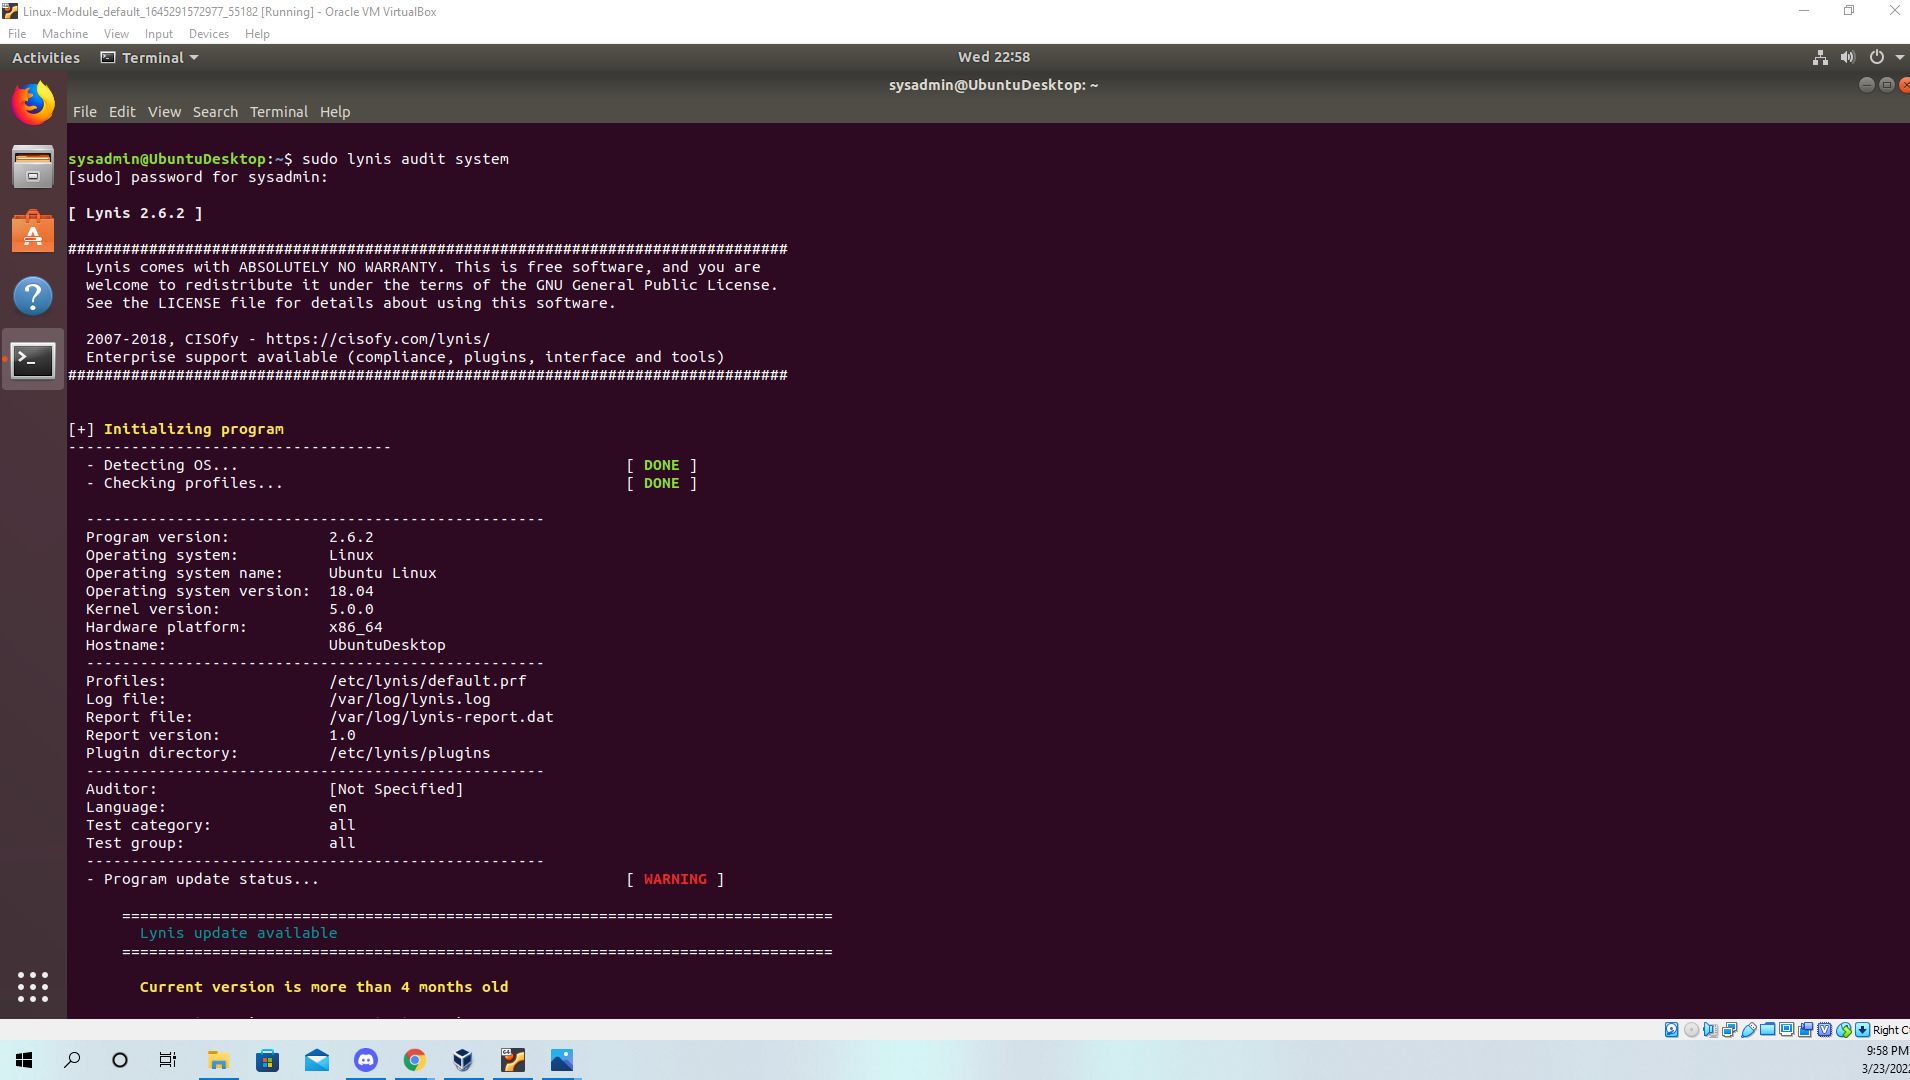 Linux-Module_default_1645291572977_55182 [Running] - Oracle VM VirtualBox
File Machine View Input Devices Help
Activities Terminal Wed 22:58
sysadmin@UbuntuDesktop: ~
File Edit View Search Terminal Help
sysadmin@UbuntuDesktop:~$ sudo lynis audit system
[sudo] password for sysadmin:
[ Lynis 2.6.2 ]
################################################################################
Lynis comes with ABSOLUTELY NO WARRANTY. This is free software, and you are
welcome to redistribute it under the terms of the GNU General Public License.
See the LICENSE file for details about using this software.
2007-2018, CISOfy - https://cisofy.com/lynis/
Enterprise support available (compliance, plugins, interface and tools)
################################################################################
[+] Initializing program
------------------------------------
- Detecting OS... [ DONE ]
- Checking profiles... [ DONE ]
---------------------------------------------------
Program version: 2.6.2
Operating system: Linux
Operating system name: Ubuntu Linux
Operating system version: 18.04
Kernel version: 5.0.0
Hardware platform: x86_64
Hostname: UbuntuDesktop
---------------------------------------------------
Profiles: /etc/lynis/default.prf
Log file: /var/log/lynis.log
Report file: /var/log/lynis-report.dat
Report version: 1.0
Plugin directory: /etc/lynis/plugins
---------------------------------------------------
Auditor: [Not Specified]
Language: en
Test category: all
Test group: all
---------------------------------------------------
- Program update status... [ WARNING ]
===============================================================================
Lynis update available
===============================================================================
Current version is more than 4 months old
Right C
9:58 PM
3/23/202